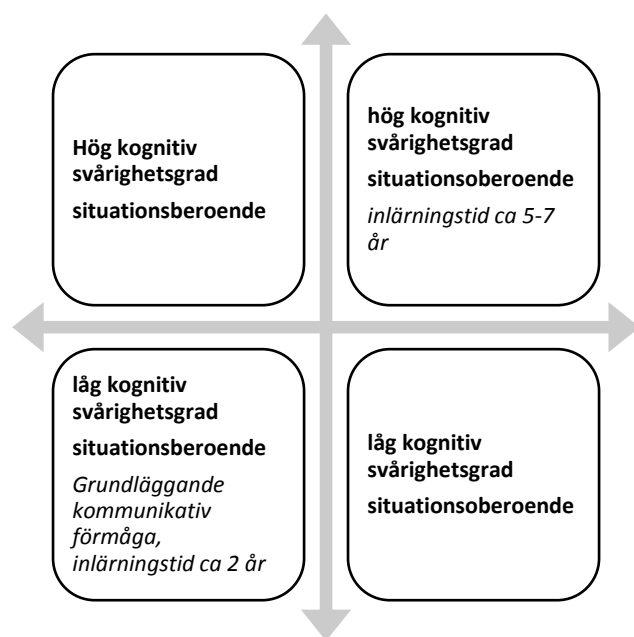 Hög kognitiv
svårighetsgrad
situationsberoende
hög kognitiv
svårighetsgrad
situationsoberoende
inlärningstid ca 5-7
år
låg kognitiv
svårighetsgrad
situationsberoende
Grundläggande
kommunikativ
förmåga,
inlärningstid ca 2 år
låg kognitiv
svårighetsgrad
situationsoberoende